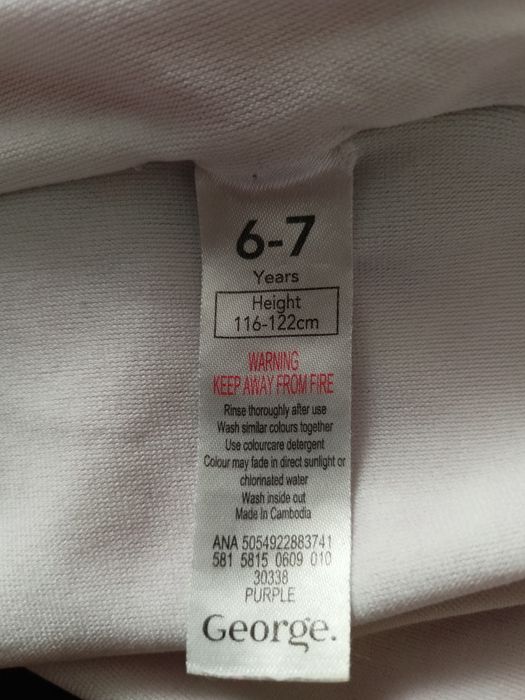 6-7
Years
Height
116-122cm
WARNING
KEEP AWAY FROM FIRE
Rinse thoroughly after use
Wash similar colours together
Use colourcare detergent
Colour may fade in direct sunlight or
chlorinated water
Wash inside out
Made In Cambodia
ANA 5054922883741
581 5815 0609 010
30338
PURPLE
George.